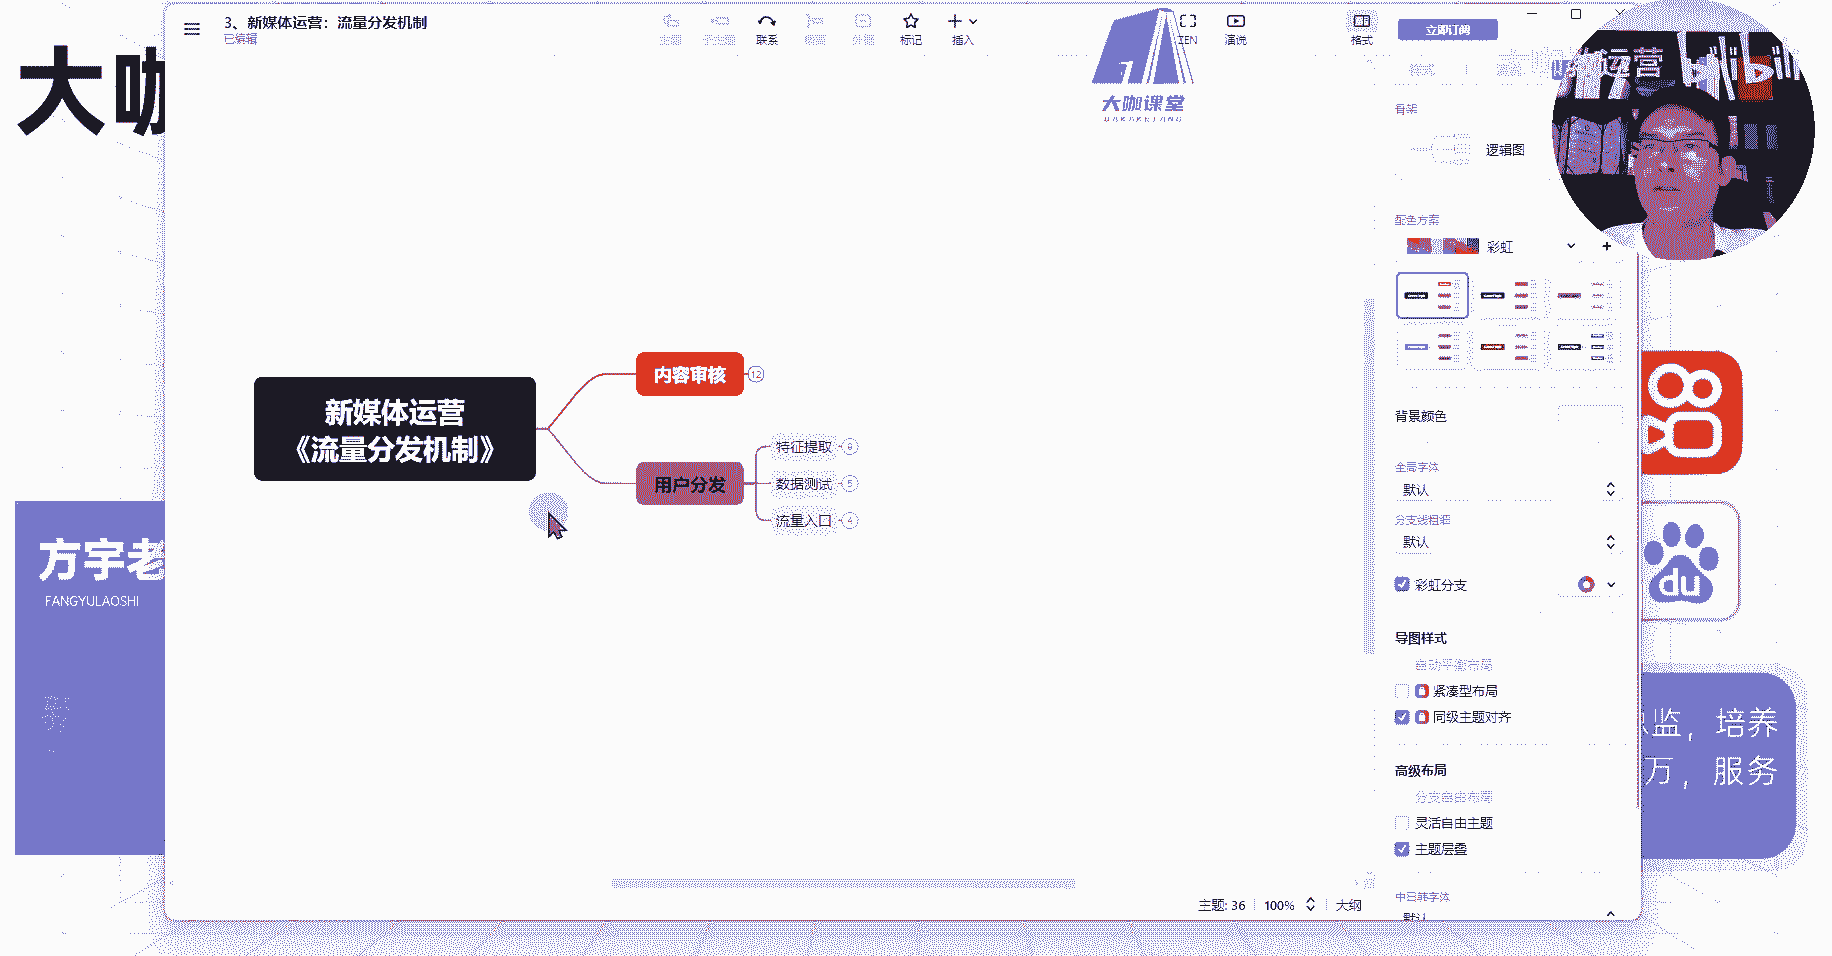 大咖
3、新媒体运营：流量分发机制
已编辑
主题
子主题
联系
概要
外框
标记
插入
ZEN
演说
格式
立即订阅
大咖课堂
DAKAKETANG
运营
bilibili
骨架
逻辑图
配色方案
彩虹
新媒体运营
《流量分发机制》
内容审核
12
用户分发
特征提取
数据测试
5
流量入口
4
背景颜色
全局字体
默认
分支线粗细
默认
彩虹分支
导图样式
自动平衡布局
紧凑型布局
同级主题对齐
高级布局
分支自由布局
灵活自由主题
主题层叠
中日韩字体
默认
主题: 36
100%
大纲
方宇老
FANGYULAOSHI
du
监，培养
万，服务